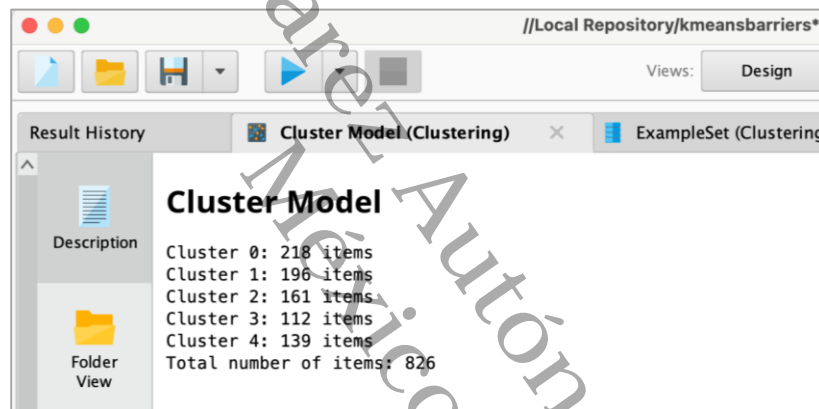 //Local Repository/kmeansbarriers*
Views: Design
Result History Cluster Model (Clustering) ExampleSet (Clustering
Description
Cluster Model
Cluster 0: 218 items
Cluster 1: 196 items
Cluster 2: 161 items
Cluster 3: 112 items
Cluster 4: 139 items
Total number of items: 826
Folder
View
arez Autón
México